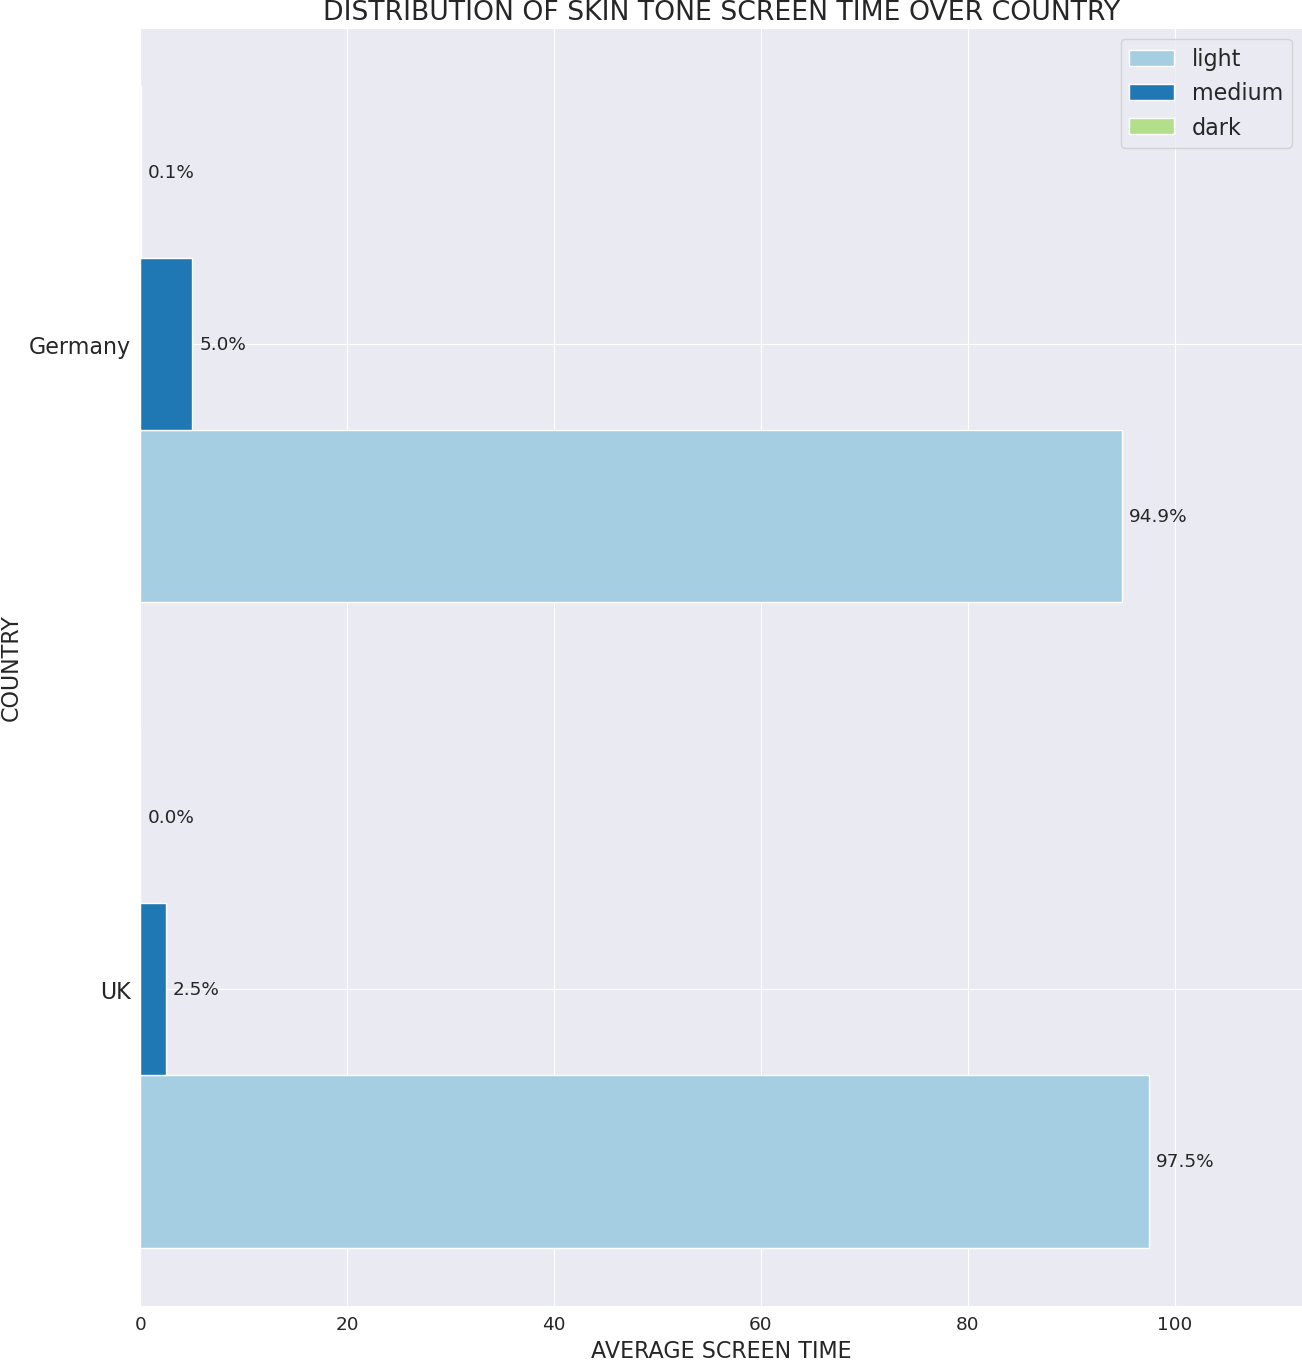 DISTRIBUTION OF SKIN TONE SCREEN TIME OVER COUNTRY
light
medium
dark
0.1%
Germany
5.0%
94.9%
COUNTRY
0.0%
UK
2.5%
97.5%
0 20 40 60 80 100
AVERAGE SCREEN TIME